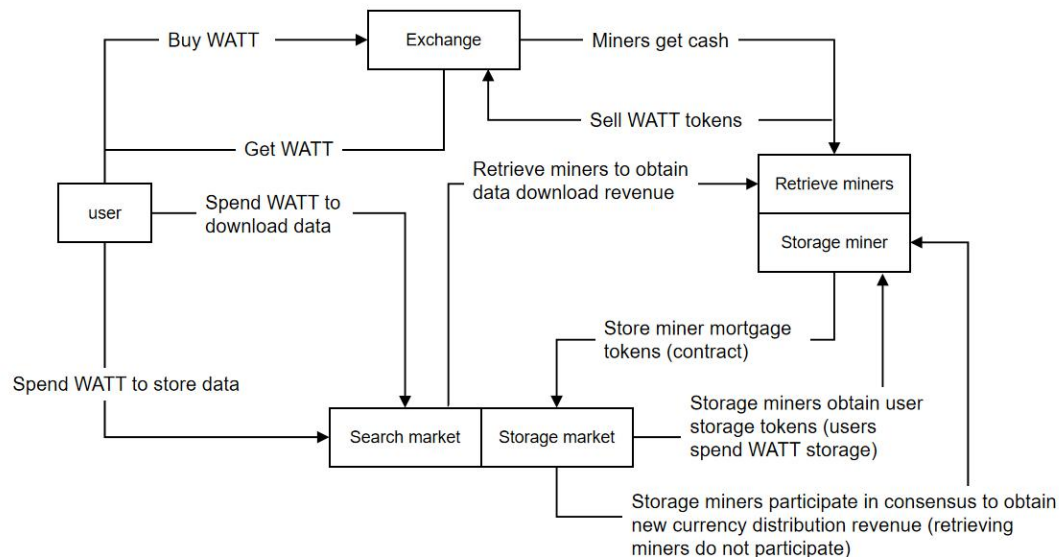 Buy WATT
Exchange
Miners get cash
Sell WATT tokens
Get WATT
Retrieve miners to obtain
data download revenue
Retrieve miners
user
Spend WATT to
download data
Storage miner
Store miner mortgage
tokens (contract)
Spend WATT to store data
Search market
Storage market
Storage miners obtain user
storage tokens (users
spend WATT storage)
Storage miners participate in consensus to obtain
new currency distribution revenue (retrieving
miners do not participate)